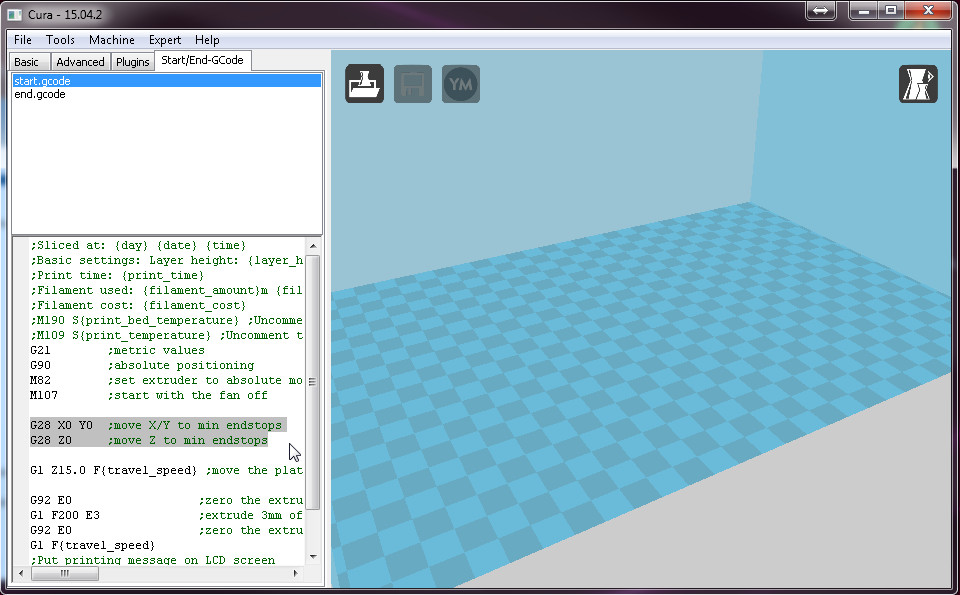 Cura - 15.04.2
File Tools Machine Expert Help
Basic Advanced Plugins Start/End-GCode
start.gcode
end.gcode
YM
;Sliced at: {day} {date} {time}
;Basic settings: Layer height: {layer_h
;Print time: {print_time}
;Filament used: {filament_amount}m {fil
;Filament cost: {filament_cost}
;M190 S{print_bed_temperature} ;Uncomme
;M109 S{print_temperature} ;Uncomment t
G21 ;metric values
G90 ;absolute positioning
M82 ;set extruder to absolute mo
M107 ;start with the fan off
G28 X0 Y0 ;move X/Y to min endstops
G28 Z0 ;move Z to min endstops
G1 Z15.0 F{travel_speed} ;move the plat
G92 E0 ;zero the extru
G1 F200 E3 ;extrude 3mm of
G92 E0 ;zero the extru
G1 F{travel_speed}
;Put printing message on LCD screen